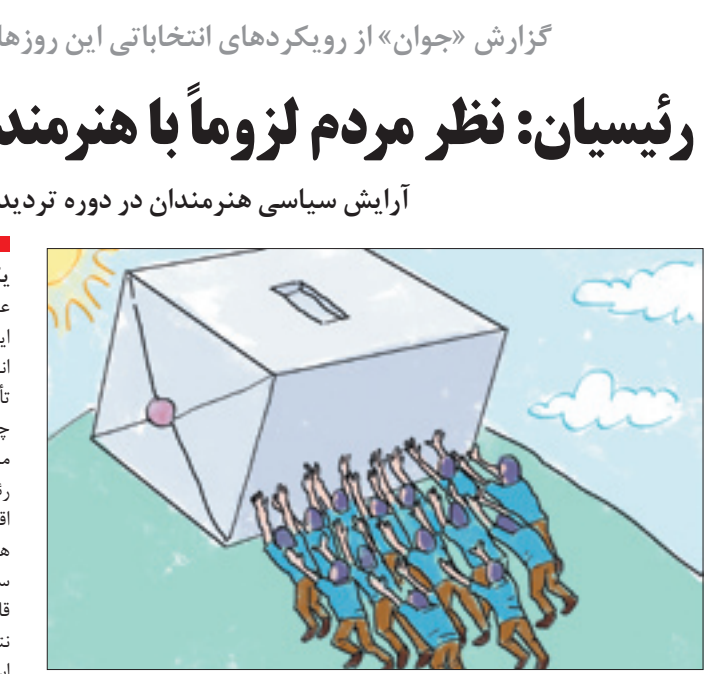 گزارش «جوان» از رویکردهای انتخاباتی این روزها
رئیسیان: نظر مردم لزوماً با هنرمند
آرایش سیاسی هنرمندان در دوره تردید